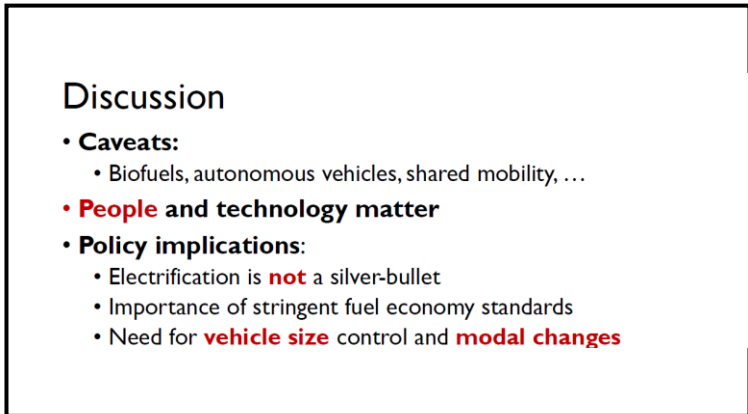 Discussion
• Caveats:
• Biofuels, autonomous vehicles, shared mobility, …
• People and technology matter
• Policy implications:
• Electrification is not a silver-bullet
• Importance of stringent fuel economy standards
• Need for vehicle size control and modal changes